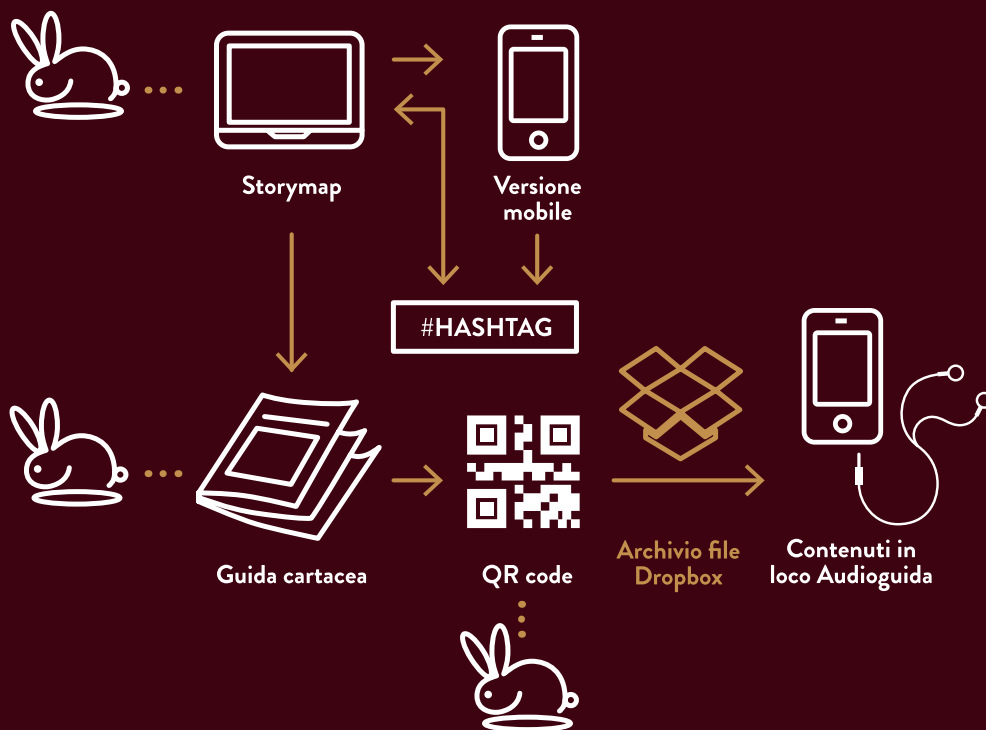 Storymap
Versione
mobile
#HASHTAG
Guida cartacea
QR code
Archivio file
Dropbox
Contenuti in
loco Audioguida